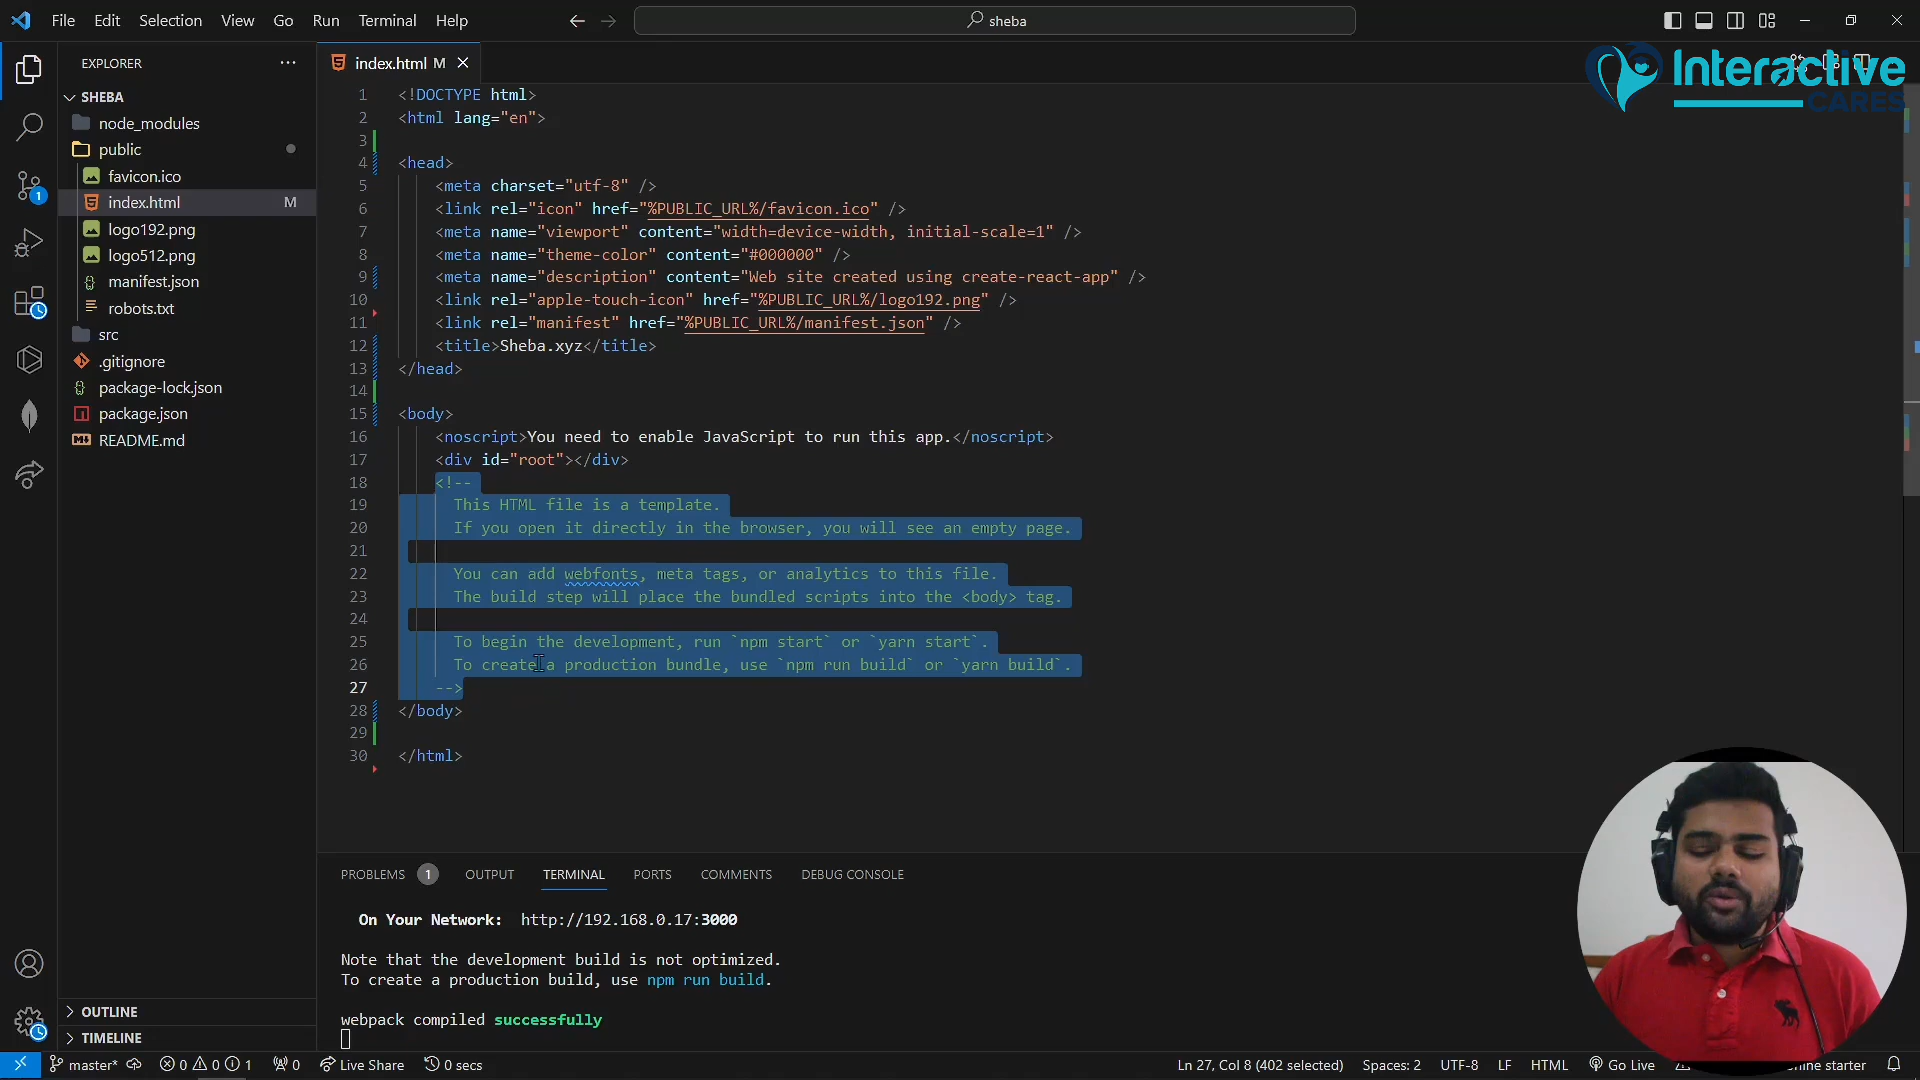 File Edit Selection View Go Run Terminal Help
sheba
EXPLORER
index.html M
Interactive
CARES
SHEBA
node_modules
public
favicon.ico
index.html M
logo192.png
logo512.png
manifest.json
robots.txt
src
.gitignore
package-lock.json
package.json
README.md
OUTLINE
TIMELINE
1 <!DOCTYPE html>
2 <html lang="en">
3
4 <head>
5 <meta charset="utf-8" />
6 <link rel="icon" href="%PUBLIC_URL%/favicon.ico" />
7 <meta name="viewport" content="width=device-width, initial-scale=1" />
8 <meta name="theme-color" content="#000000" />
9 <meta name="description" content="Web site created using create-react-app" />
10 <link rel="apple-touch-icon" href="%PUBLIC_URL%/logo192.png" />
11 <link rel="manifest" href="%PUBLIC_URL%/manifest.json" />
12 <title>Sheba.xyz</title>
13 </head>
14
15 <body>
16 <noscript>You need to enable JavaScript to run this app.</noscript>
17 <div id="root"></div>
18 <!--
19 This HTML file is a template.
20 If you open it directly in the browser, you will see an empty page.
21
22 You can add webfonts, meta tags, or analytics to this file.
23 The build step will place the bundled scripts into the <body> tag.
24
25 To begin the development, run `npm start` or `yarn start`.
26 To create a production bundle, use `npm run build` or `yarn build`.
27 -->
28 </body>
29
30 </html>
PROBLEMS 1 OUTPUT TERMINAL PORTS COMMENTS DEBUG CONSOLE
On Your Network: http://192.168.0.17:3000
Note that the development build is not optimized.
To create a production build, use npm run build.
webpack compiled successfully
master* 0 0 1 0 Live Share 0 secs Ln 27, Col 8 (402 selected) Spaces: 2 UTF-8 LF HTML Go Live starter